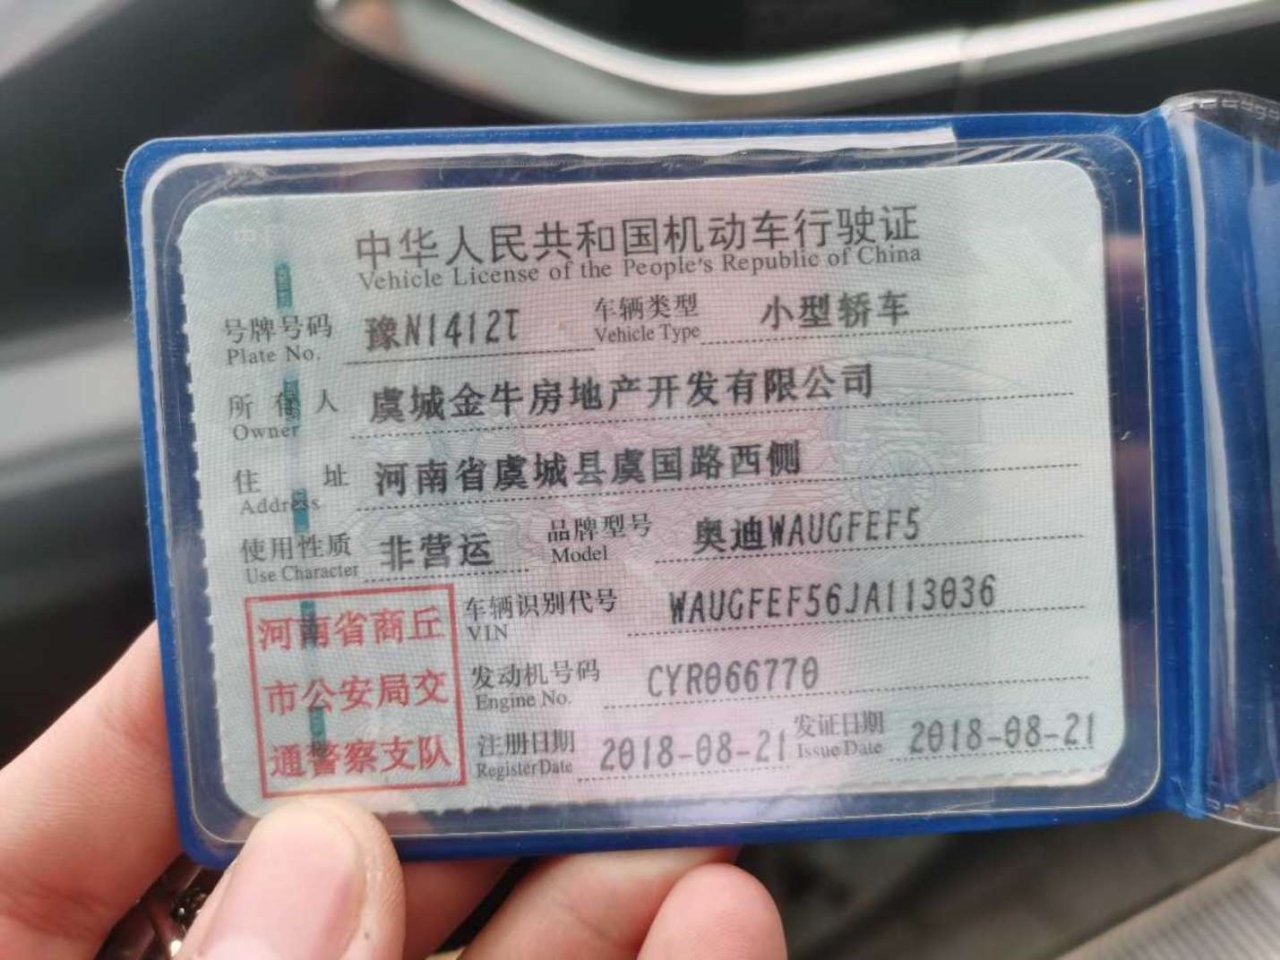 中华人民共和国机动车行驶证
Vehicle License of the People's Republic of China
号牌号码 豫N1412T 车辆类型 小型轿车
Plate No. Vehicle Type
所有人 虞城金牛房地产开发有限公司
Owner
住址 河南省虞城县虞国路西侧
Address
使用性质 非营运 品牌型号 奥迪WAUGFEF5
Use Character Model
河南省商丘
市公安局交
通警察支队
车辆识别代号 WAUGFEF56JA113036
VIN
发动机号码 CYR066770
Engine No.
注册日期 2018-08-21 发证日期 2018-08-21
Register Date Issue Date